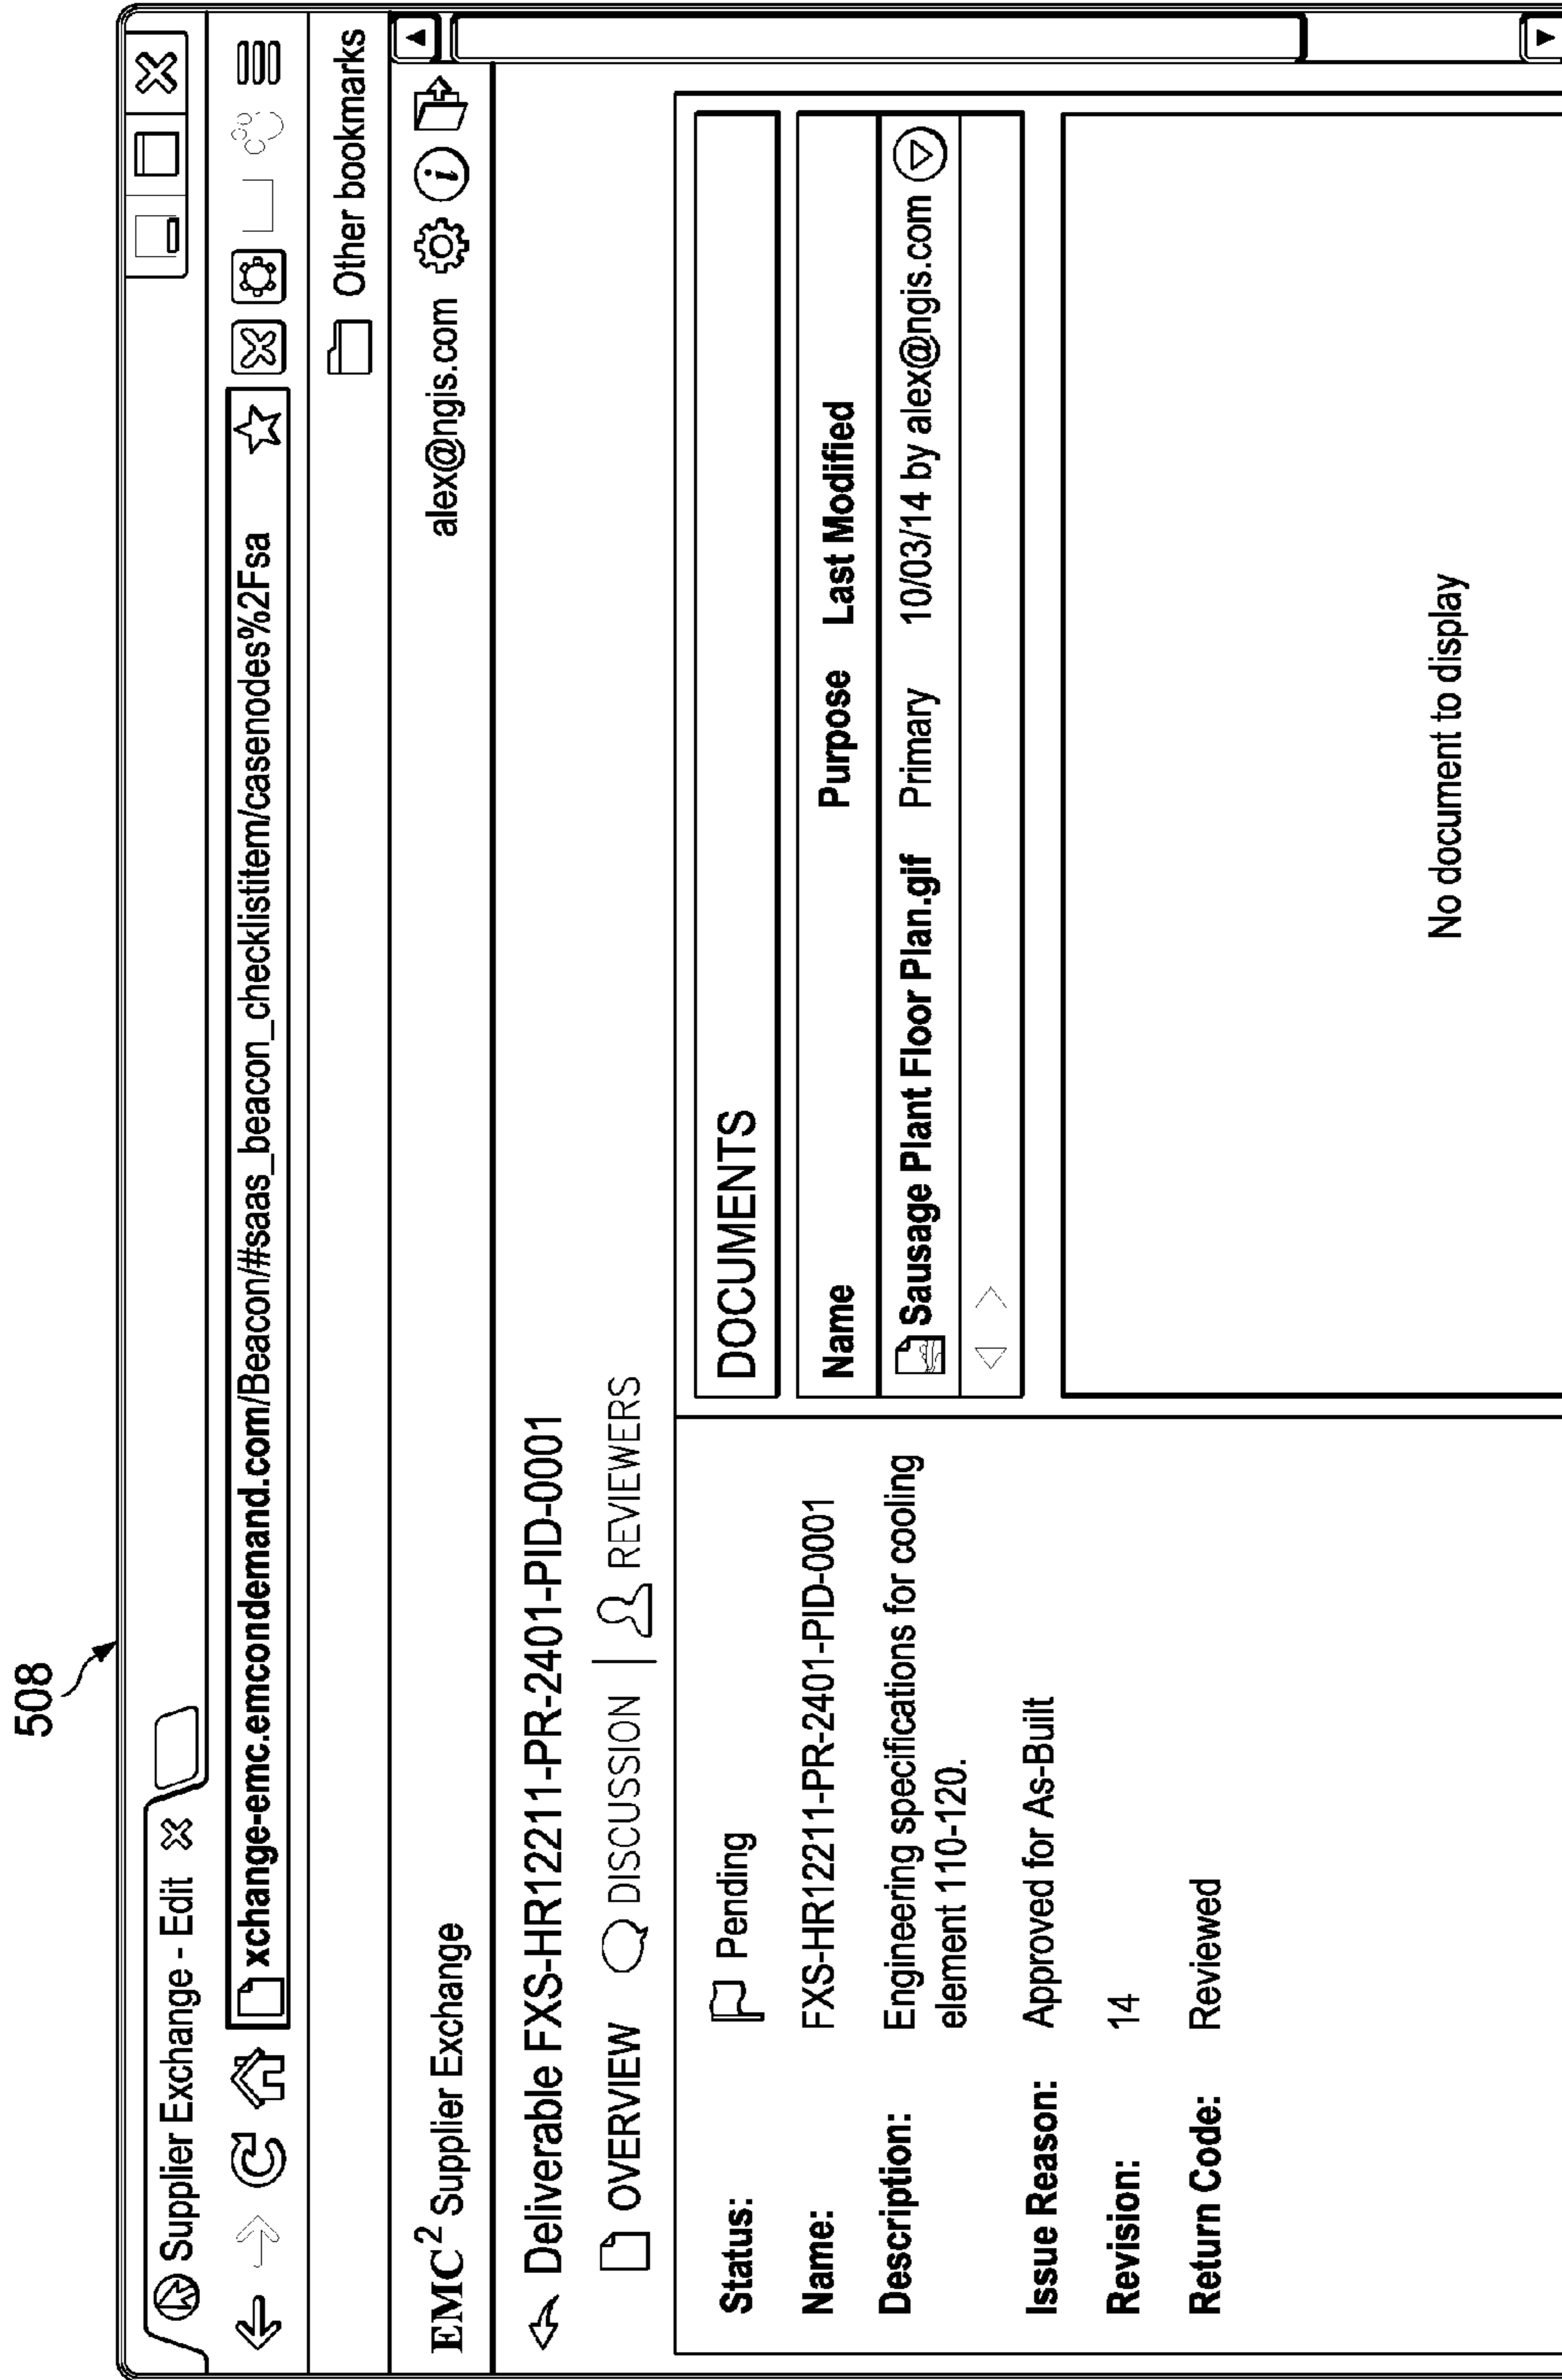 508
Supplier Exchange - Edit
xchange-emc.emcondemand.com/Beacon/#saas_beacon_checklistitem/casenodes%2Fsa
Other bookmarks
EMC² Supplier Exchange
alex@ngis.com
Deliverable FXS-HR12211-PR-2401-PID-0001
OVERVIEW DISCUSSION | REVIEWERS
Status: Pending
Name: FXS-HR12211-PR-2401-PID-0001
Description: Engineering specifications for cooling
element 110-120.
Issue Reason: Approved for As-Built
Revision: 14
Return Code: Reviewed
DOCUMENTS
Name Purpose Last Modified
Sausage Plant Floor Plan.gif Primary 10/03/14 by alex@ngis.com
No document to display